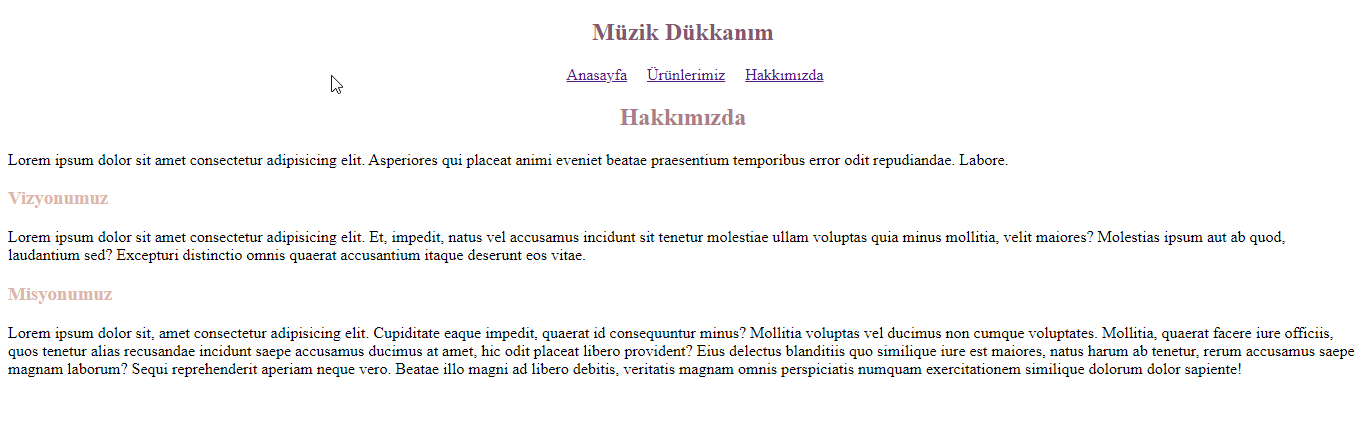 Müzik Dükkanım
Anasayfa Ürünlerimiz Hakkımızda
Hakkımızda
Lorem ipsum dolor sit amet consectetur adipisicing elit. Asperiores qui placeat animi eveniet beatae praesentium temporibus error odit repudiandae. Labore.
Vizyonumuz
Lorem ipsum dolor sit amet consectetur adipisicing elit. Et, impedit, natus vel accusamus incidunt sit tenetur molestiae ullam voluptas quia minus mollitia, velit maiores? Molestias ipsum aut ab quod,
laudantium sed? Excepturi distinctio omnis quaerat accusantium itaque deserunt eos vitae.
Misyonumuz
Lorem ipsum dolor sit, amet consectetur adipisicing elit. Cupiditate eaque impedit, quaerat id consequuntur minus? Mollitia voluptas vel ducimus non cumque voluptates. Mollitia, quaerat facere iure officiis,
quos tenetur alias recusandae incidunt saepe accusamus ducimus at amet, hic odit placeat libero provident? Eius delectus blanditiis quo similique iure est maiores, natus harum ab tenetur, rerum accusamus saepe
magnam laborum? Sequi reprehenderit aperiam neque vero. Beatae illo magni ad libero debitis, veritatis magnam omnis perspiciatis numquam exercitationem similique dolorum dolor sapiente!